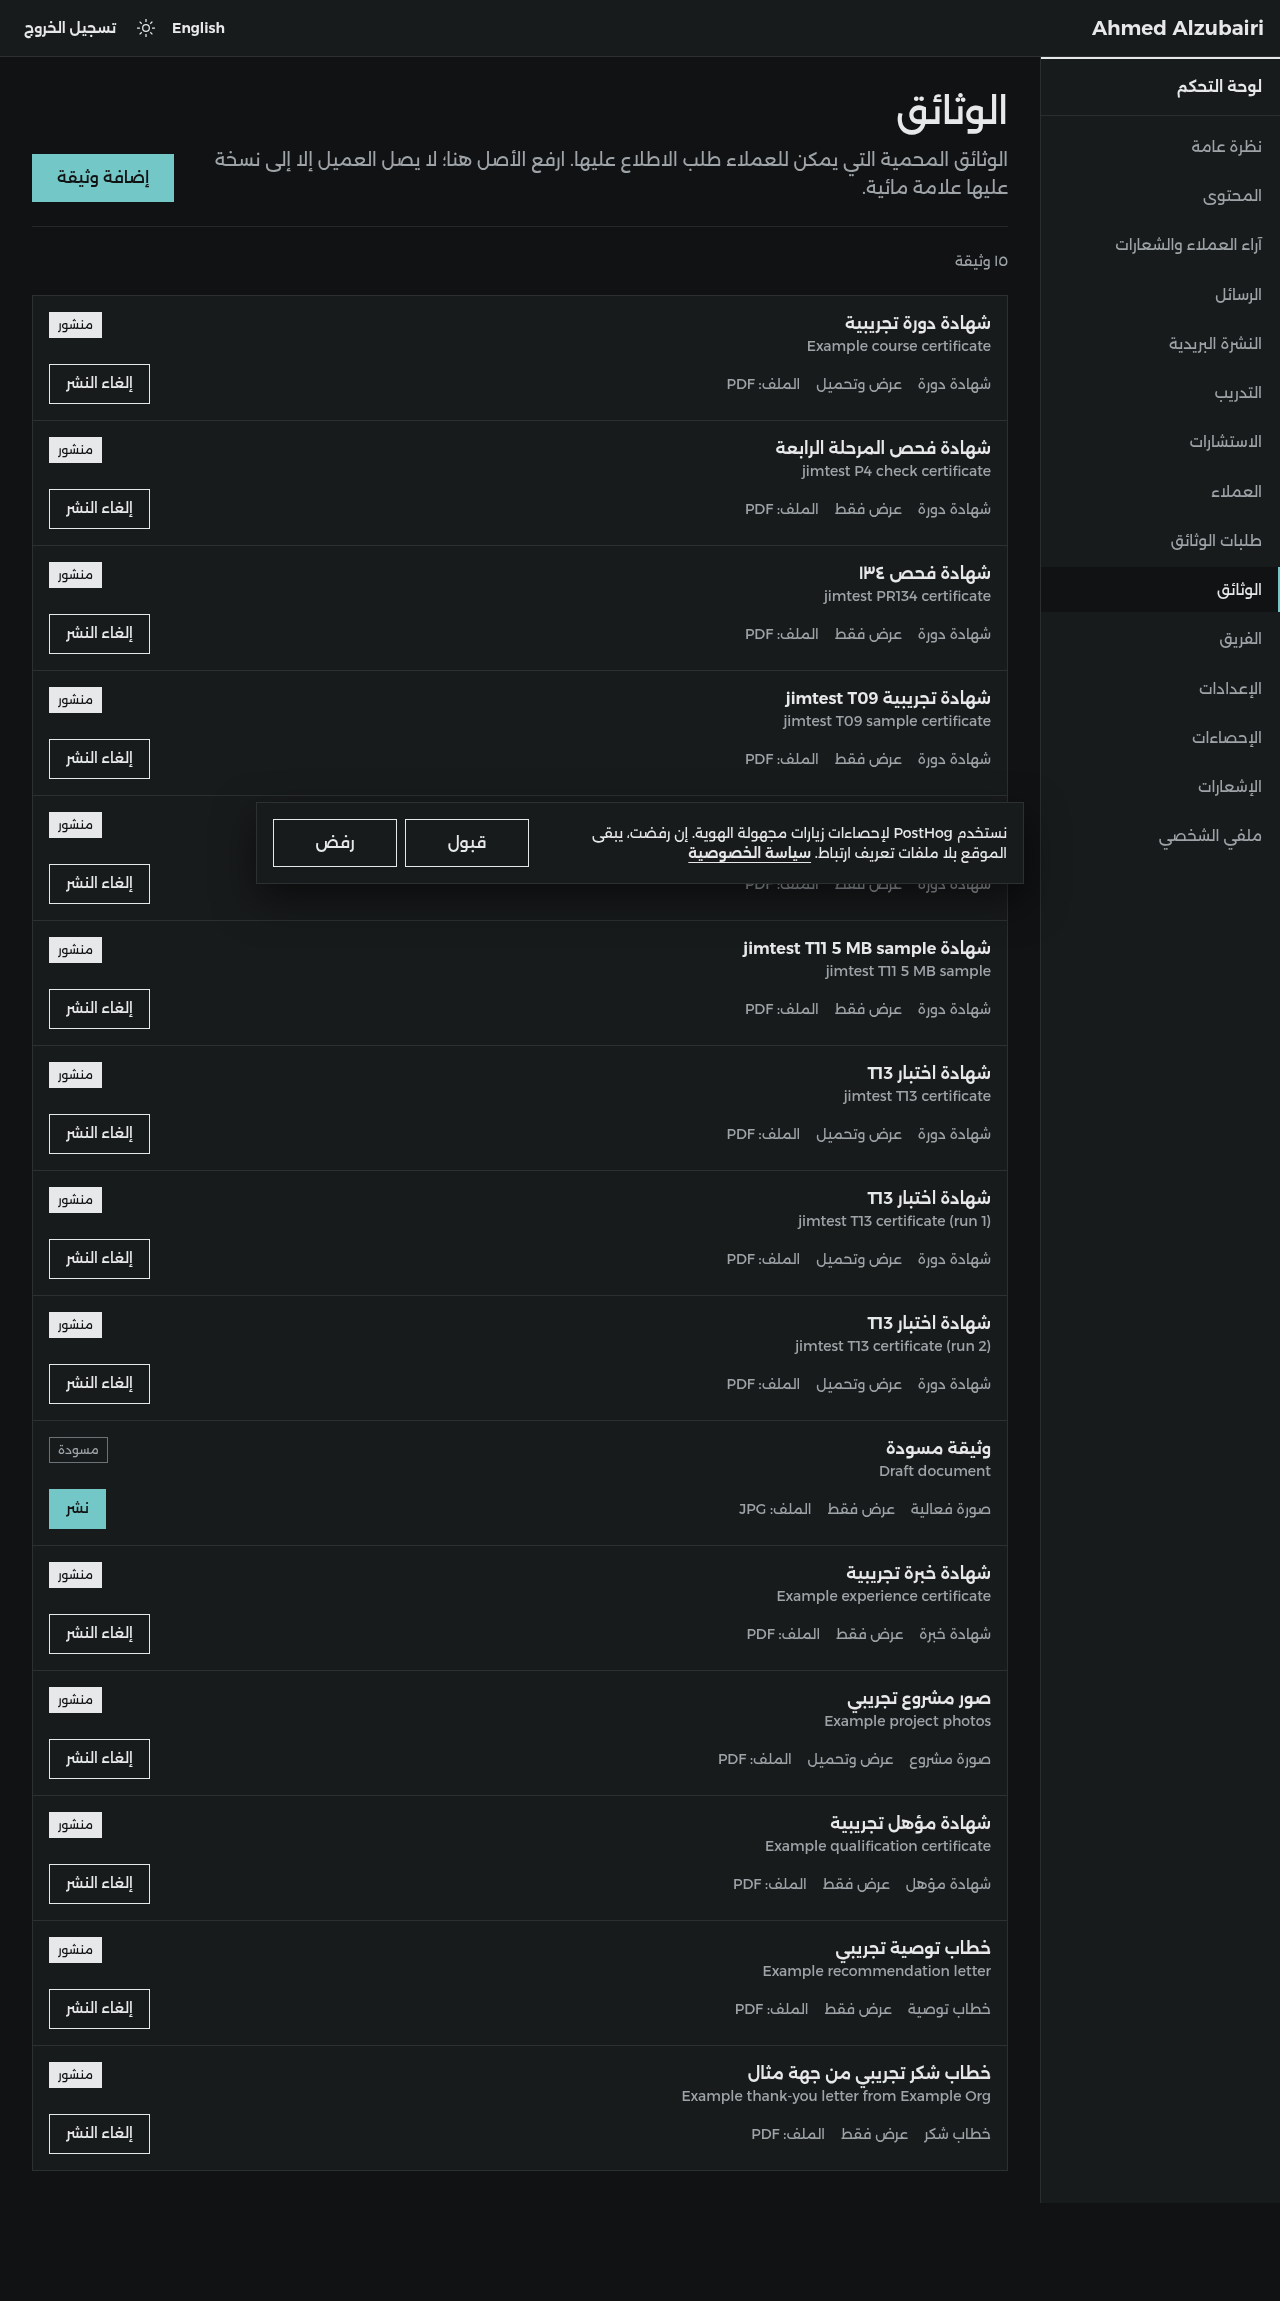 Ahmed Alzubairi
English
تسجيل الخروج
لوحة التحكم
نظرة عامة
المحتوى
آراء العملاء والشعارات
الرسائل
النشرة البريدية
التدريب
الاستشارات
العملاء
طلبات الوثائق
الوثائق
الفريق
الإعدادات
الإحصاءات
الإشعارات
ملفي الشخصي
الوثائق
الوثائق المحمية التي يمكن للعملاء طلب الاطلاع عليها. ارفع الأصل هنا؛ لا يصل العميل إلا إلى نسخة
عليها علامة مائية.
إضافة وثيقة
١٥ وثيقة
شهادة دورة تجريبية
منشور
Example course certificate
شهادة دورة عرض وتحميل الملف: PDF
إلغاء النشر
شهادة فحص المرحلة الرابعة
منشور
jimtest P4 check certificate
شهادة دورة عرض فقط الملف: PDF
إلغاء النشر
شهادة فحص ١٣٤
منشور
jimtest PR134 certificate
شهادة دورة عرض فقط الملف: PDF
إلغاء النشر
شهادة تجريبية jimtest T09
منشور
jimtest T09 sample certificate
شهادة دورة عرض فقط الملف: PDF
إلغاء النشر
منشور
نستخدم PostHog لإحصاءات زيارات مجهولة الهوية. إن رفضت، يبقى
الموقع بلا ملفات تعريف ارتباط. سياسة الخصوصية
قبول
رفض
شهادة دورة عرض فقط الملف: PDF
إلغاء النشر
شهادة jimtest T11 5 MB sample
منشور
jimtest T11 5 MB sample
شهادة دورة عرض فقط الملف: PDF
إلغاء النشر
شهادة اختبار T13
منشور
jimtest T13 certificate
شهادة دورة عرض وتحميل الملف: PDF
إلغاء النشر
شهادة اختبار T13
منشور
jimtest T13 certificate (run 1)
شهادة دورة عرض وتحميل الملف: PDF
إلغاء النشر
شهادة اختبار T13
منشور
jimtest T13 certificate (run 2)
شهادة دورة عرض وتحميل الملف: PDF
إلغاء النشر
وثيقة مسودة
مسودة
Draft document
صورة فعالية عرض فقط الملف: JPG
نشر
شهادة خبرة تجريبية
منشور
Example experience certificate
شهادة خبرة عرض فقط الملف: PDF
إلغاء النشر
صور مشروع تجريبي
منشور
Example project photos
صورة مشروع عرض وتحميل الملف: PDF
إلغاء النشر
شهادة مؤهل تجريبية
منشور
Example qualification certificate
شهادة مؤهل عرض فقط الملف: PDF
إلغاء النشر
خطاب توصية تجريبي
منشور
Example recommendation letter
خطاب توصية عرض فقط الملف: PDF
إلغاء النشر
خطاب شكر تجريبي من جهة مثال
منشور
Example thank-you letter from Example Org
خطاب شكر عرض فقط الملف: PDF
إلغاء النشر